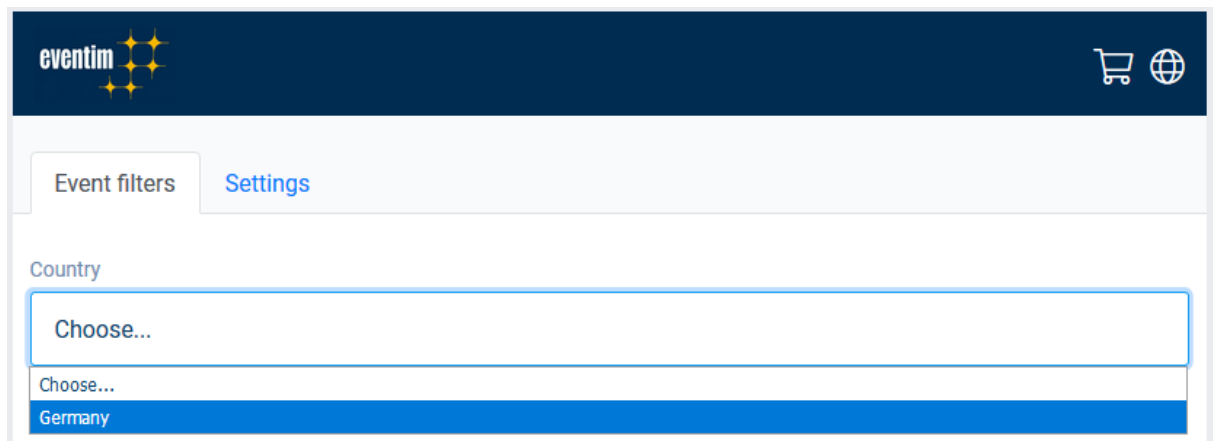 eventim
Event filters Settings
Country
Choose...
Choose...
Germany